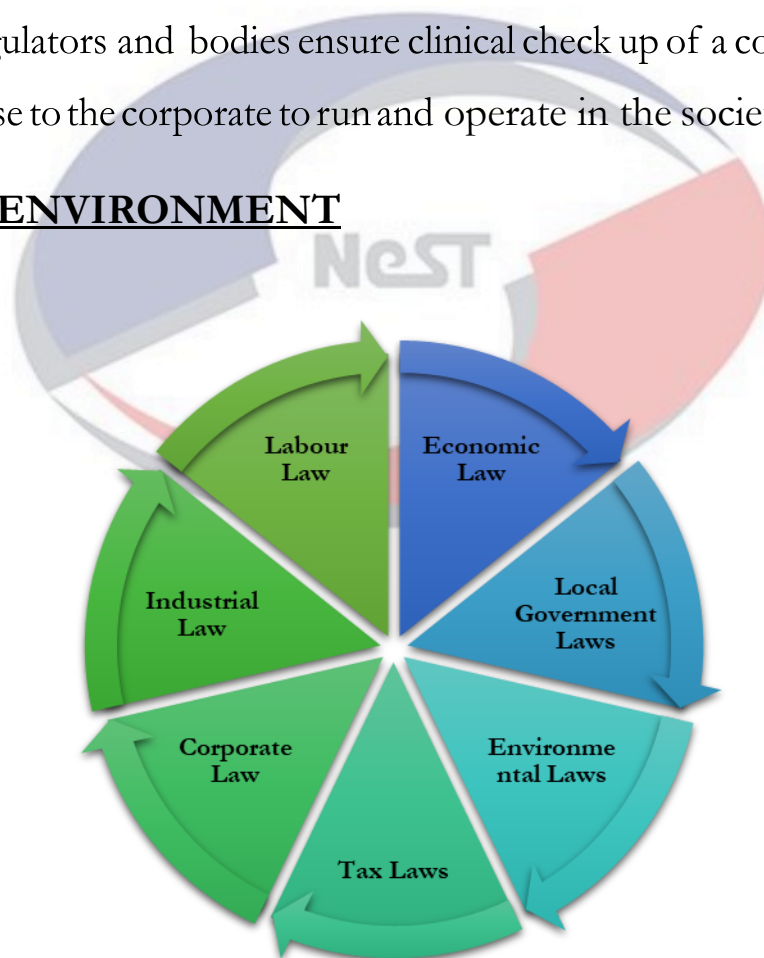 gulators and bodies ensure clinical check up of a co
se to the corporate to run and operate in the socie
ENVIRONMENT
NeST
Labour
Law
Economic
Law
Local
Government
Laws
Industrial
Law
Environme
ntal Laws
Corporate
Law
Tax Laws